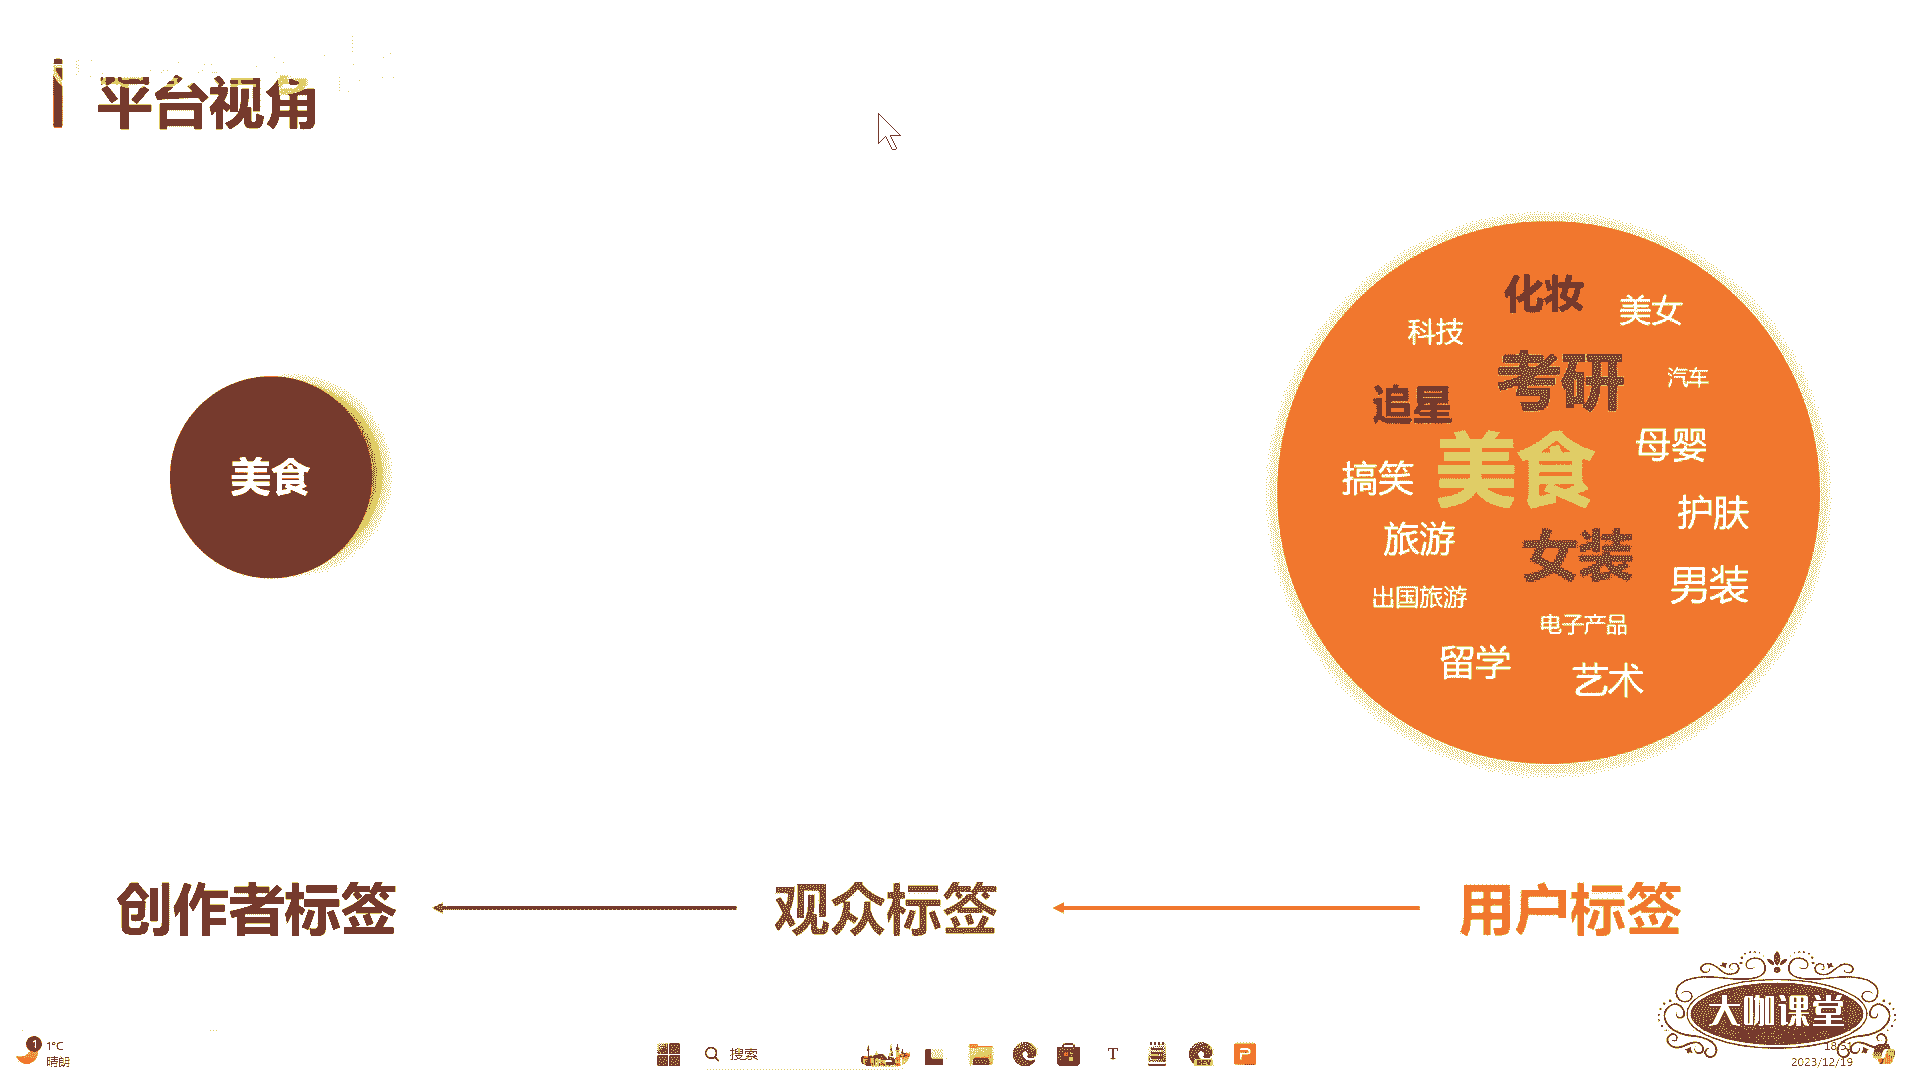 平台视角
化妆
美女
科技
考研
汽车
追星
母婴
美食
美食
搞笑
护肤
旅游
女装
男装
出国旅游
电子产品
留学
艺术
创作者标签
观众标签
用户标签
大咖课堂
1
1°C
晴朗
搜索
T
DEV
P
2023/12/19